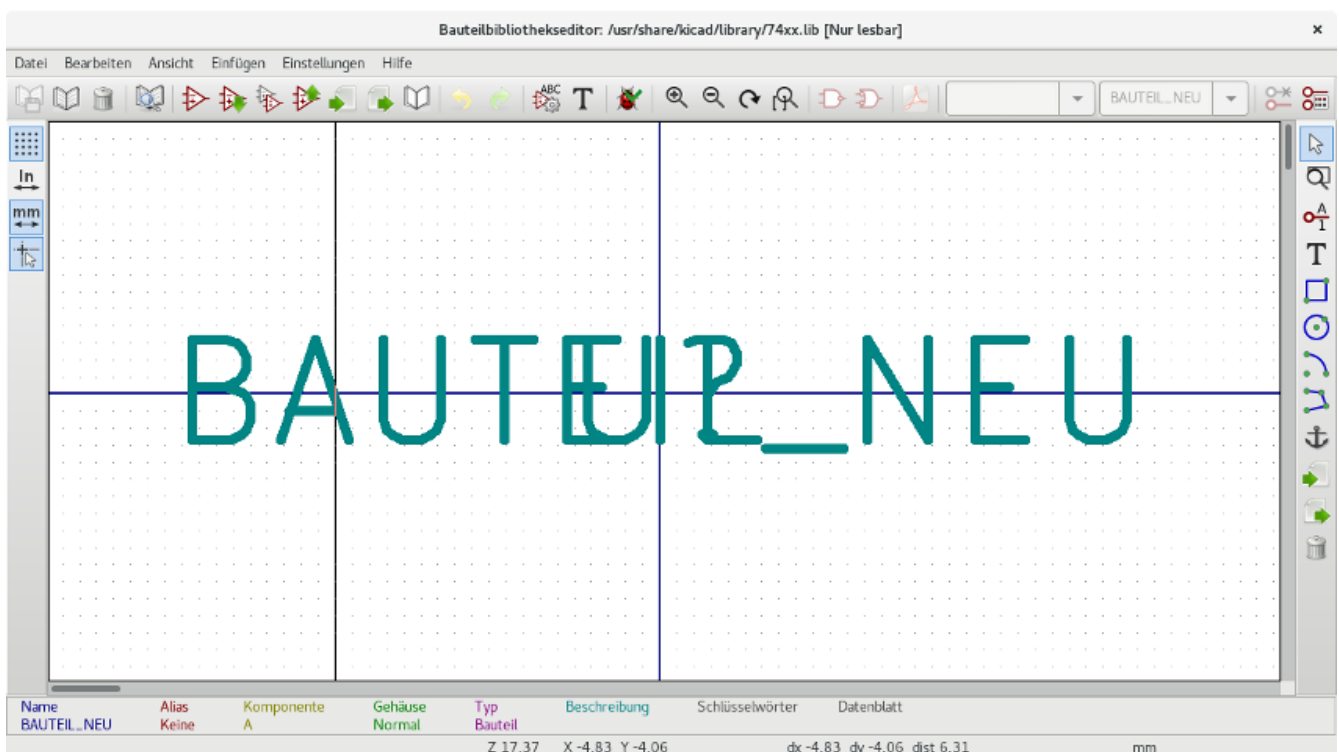 Bauteilbibliothekseditor: /usr/share/kicad/library/74xx.lib [Nur lesbar]
Datei Bearbeiten Ansicht Einfügen Einstellungen Hilfe
ABC T BAUTEIL_NEU
In
mm
A
1
T
BAUTEIL_NEU
U?
Name Alias Komponente Gehäuse Typ Beschreibung Schlüsselwörter Datenblatt
BAUTEIL_NEU Keine A Normal Bauteil
Z 17.37 X -4.83 Y -4.06 dx -4.83 dy -4.06 dist 6.31 mm